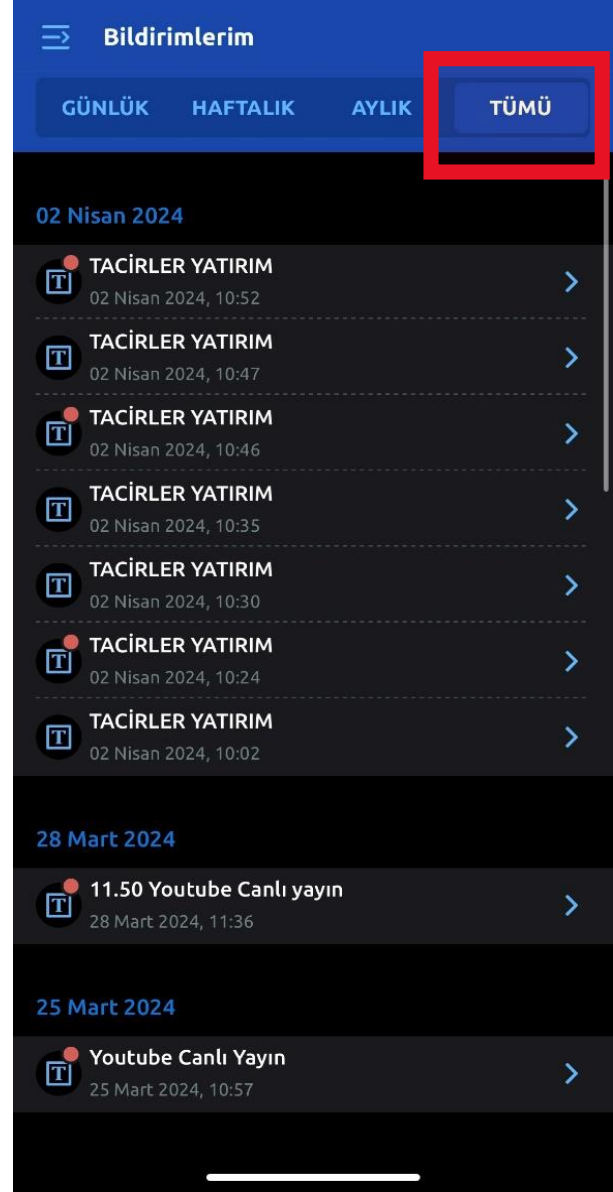 Bildirimlerim
GÜNLÜK HAFTALIK AYLIK TÜMÜ
02 Nisan 2024
T TACİRLER YATIRIM
02 Nisan 2024, 10:52
T TACİRLER YATIRIM
02 Nisan 2024, 10:47
T TACİRLER YATIRIM
02 Nisan 2024, 10:46
T TACİRLER YATIRIM
02 Nisan 2024, 10:35
T TACİRLER YATIRIM
02 Nisan 2024, 10:30
T TACİRLER YATIRIM
02 Nisan 2024, 10:24
T TACİRLER YATIRIM
02 Nisan 2024, 10:02
28 Mart 2024
T 11.50 Youtube Canlı yayın
28 Mart 2024, 11:36
25 Mart 2024
T Youtube Canlı Yayın
25 Mart 2024, 10:57